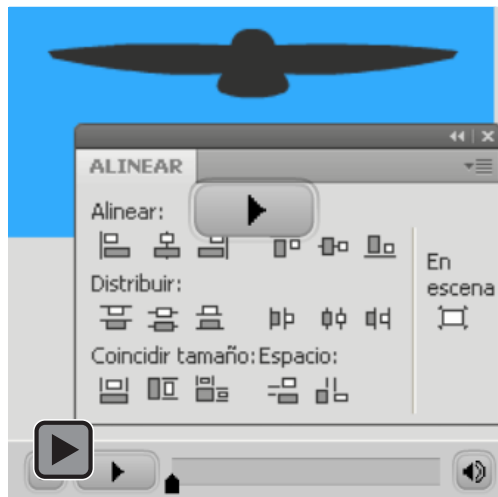 ALINEAR
Alinear:
En
escena
Distribuir:
Coincidir tamaño: Espacio: